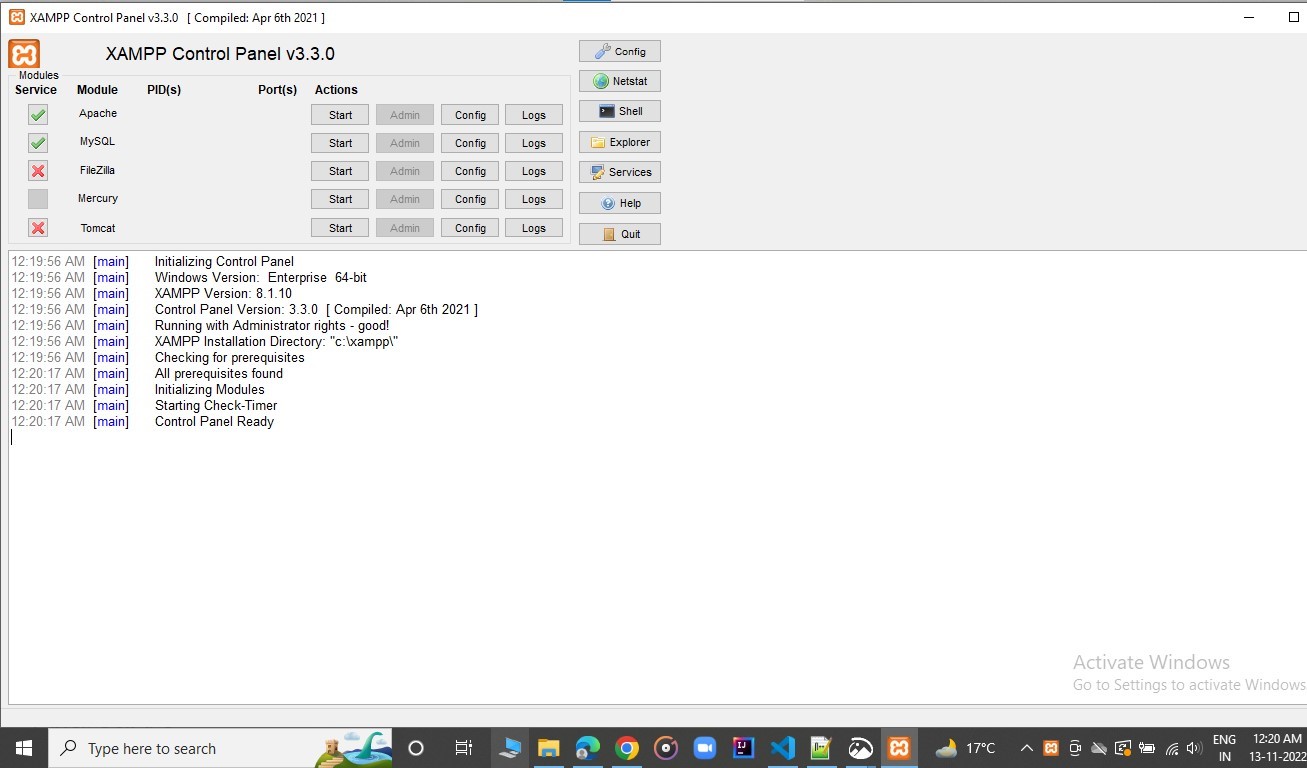 XAMPP Control Panel v3.3.0 [ Compiled: Apr 6th 2021 ]
XAMPP Control Panel v3.3.0
Config
Modules
Service Module PID(s) Port(s) Actions
Netstat
Apache Start Admin Config Logs
Shell
MySQL Start Admin Config Logs
Explorer
FileZilla Start Admin Config Logs
Services
Mercury Start Admin Config Logs
Help
Tomcat Start Admin Config Logs
Quit
12:19:56 AM [main] Initializing Control Panel
12:19:56 AM [main] Windows Version: Enterprise 64-bit
12:19:56 AM [main] XAMPP Version: 8.1.10
12:19:56 AM [main] Control Panel Version: 3.3.0 [ Compiled: Apr 6th 2021 ]
12:19:56 AM [main] Running with Administrator rights - good!
12:19:56 AM [main] XAMPP Installation Directory: "c:\xampp\"
12:19:56 AM [main] Checking for prerequisites
12:20:17 AM [main] All prerequisites found
12:20:17 AM [main] Initializing Modules
12:20:17 AM [main] Starting Check-Timer
12:20:17 AM [main] Control Panel Ready
Activate Windows
Go to Settings to activate Windows
Type here to search
17°C
ENG
IN
12:20 AM
13-11-2022